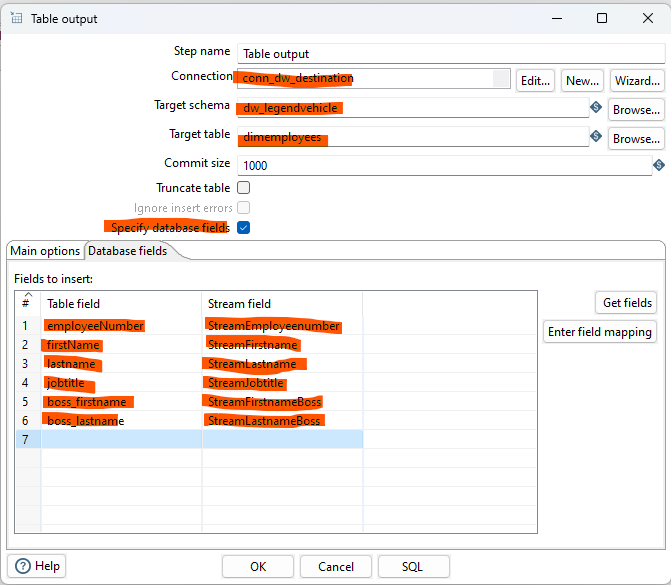 Table output
Step name Table output
Connection conn_dw_destination Edit... New... Wizard...
Target schema dw_legendvehicle Browse...
Target table dimemployees Browse...
Commit size 1000
Truncate table
Ignore insert errors
Specify database fields
Main options Database fields
Fields to insert:
# Table field Stream field
1 employeeNumber StreamEmployeenumber
2 firstName StreamFirstname
3 lastname StreamLastname
4 jobtitle StreamJobtitle
5 boss_firstname StreamFirstnameBoss
6 boss_lastname StreamLastnameBoss
7
Get fields
Enter field mapping
Help OK Cancel SQL